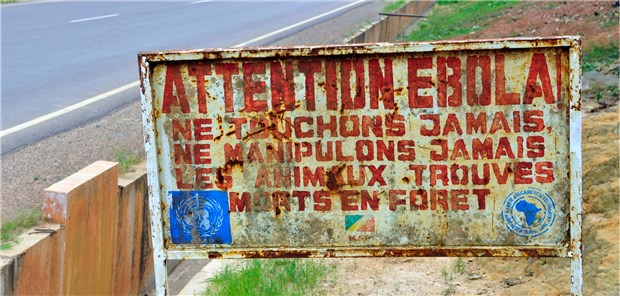 ATTENTION EBOLA
NE TOUCHONS JAMAIS,
NE MANIPULONS JAMAIS
LES ANIMAUX TROUVES
MORTS EN FORET